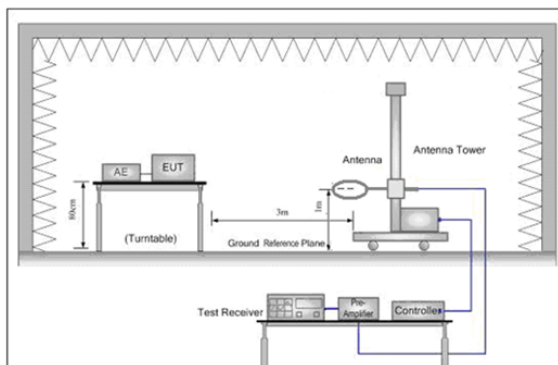 Antenna
Antenna Tower
AE
EUT
80cm
(Turntable)
3m
1m
Ground Reference Plane
Test Receiver
Pre-
Amplifier
Controller